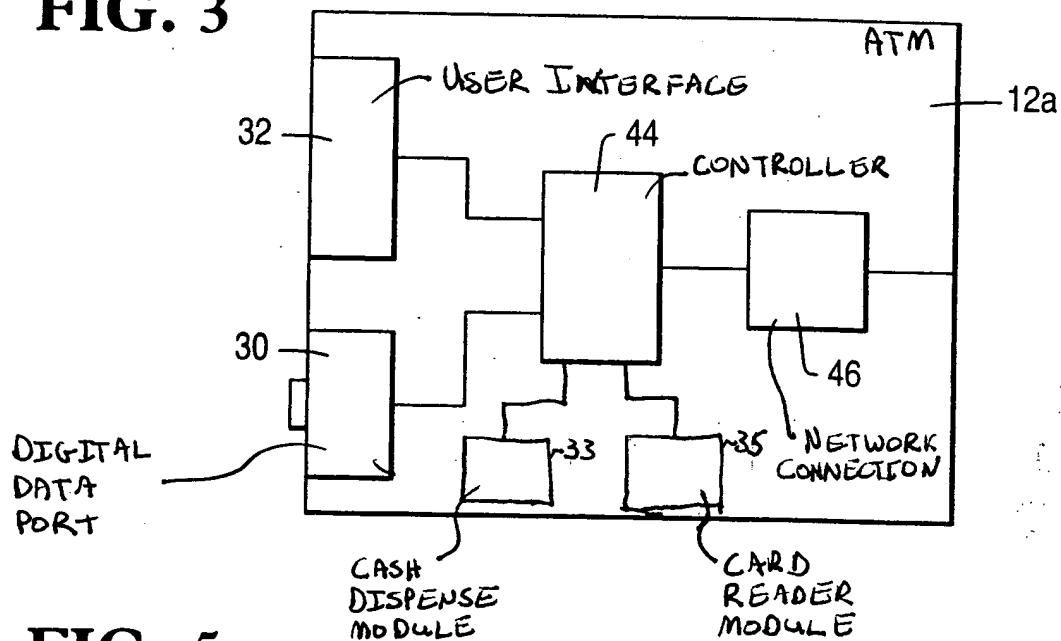 FIG. 3
ATM
12a
USER INTERFACE
32
44
CONTROLLER
30
46
33
35
NETWORK
CONNECTION
DIGITAL
DATA
PORT
CASH
DISPENSE
MODULE
CARD
READER
MODULE
FIG. 5